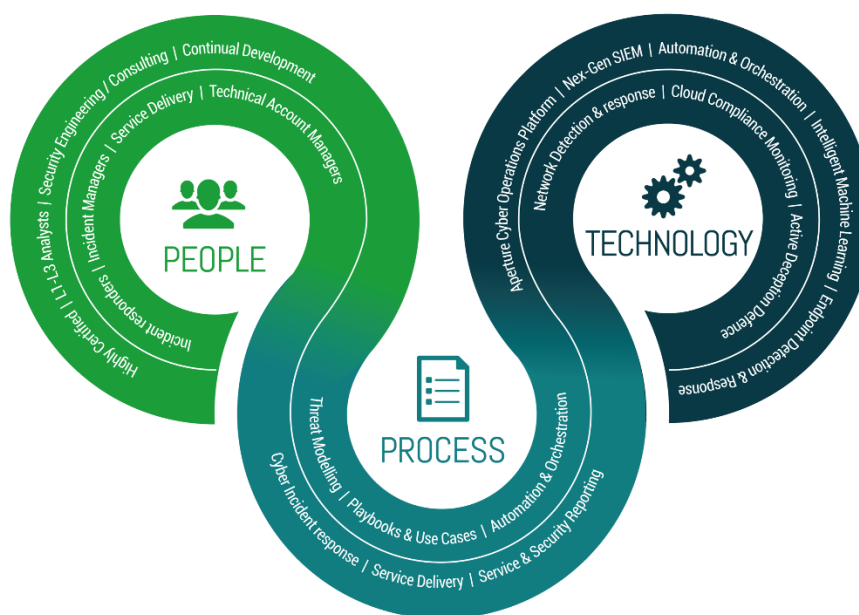 Highly Certified | L1-L3 Analysts | Security Engineering / Consulting | Continual Development
Incident responders | Incident Managers | Service Delivery | Technical Account Managers
PEOPLE
Cyber Incident response | Service Delivery | Service & Security Reporting
Threat Modelling | Playbooks & Use Cases | Automation & Orchestration
PROCESS
Aperture Cyber Operations Platform | Nex-Gen SIEM | Automation & Orchestration | Intelligent Machine Learning | Endpoint Detection & Response
Network Detection & response | Cloud Compliance Monitoring | Active Deception Defence
TECHNOLOGY